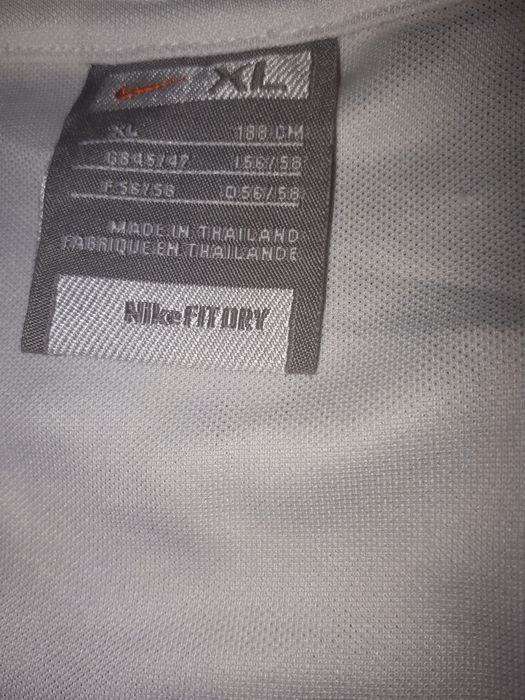 XL
XL 188 CM
GB 45/47 I 56/58
F 56/58 D 56/58
MADE IN THAILAND
FABRIQUE EN THAILANDE
Nike FIT DRY